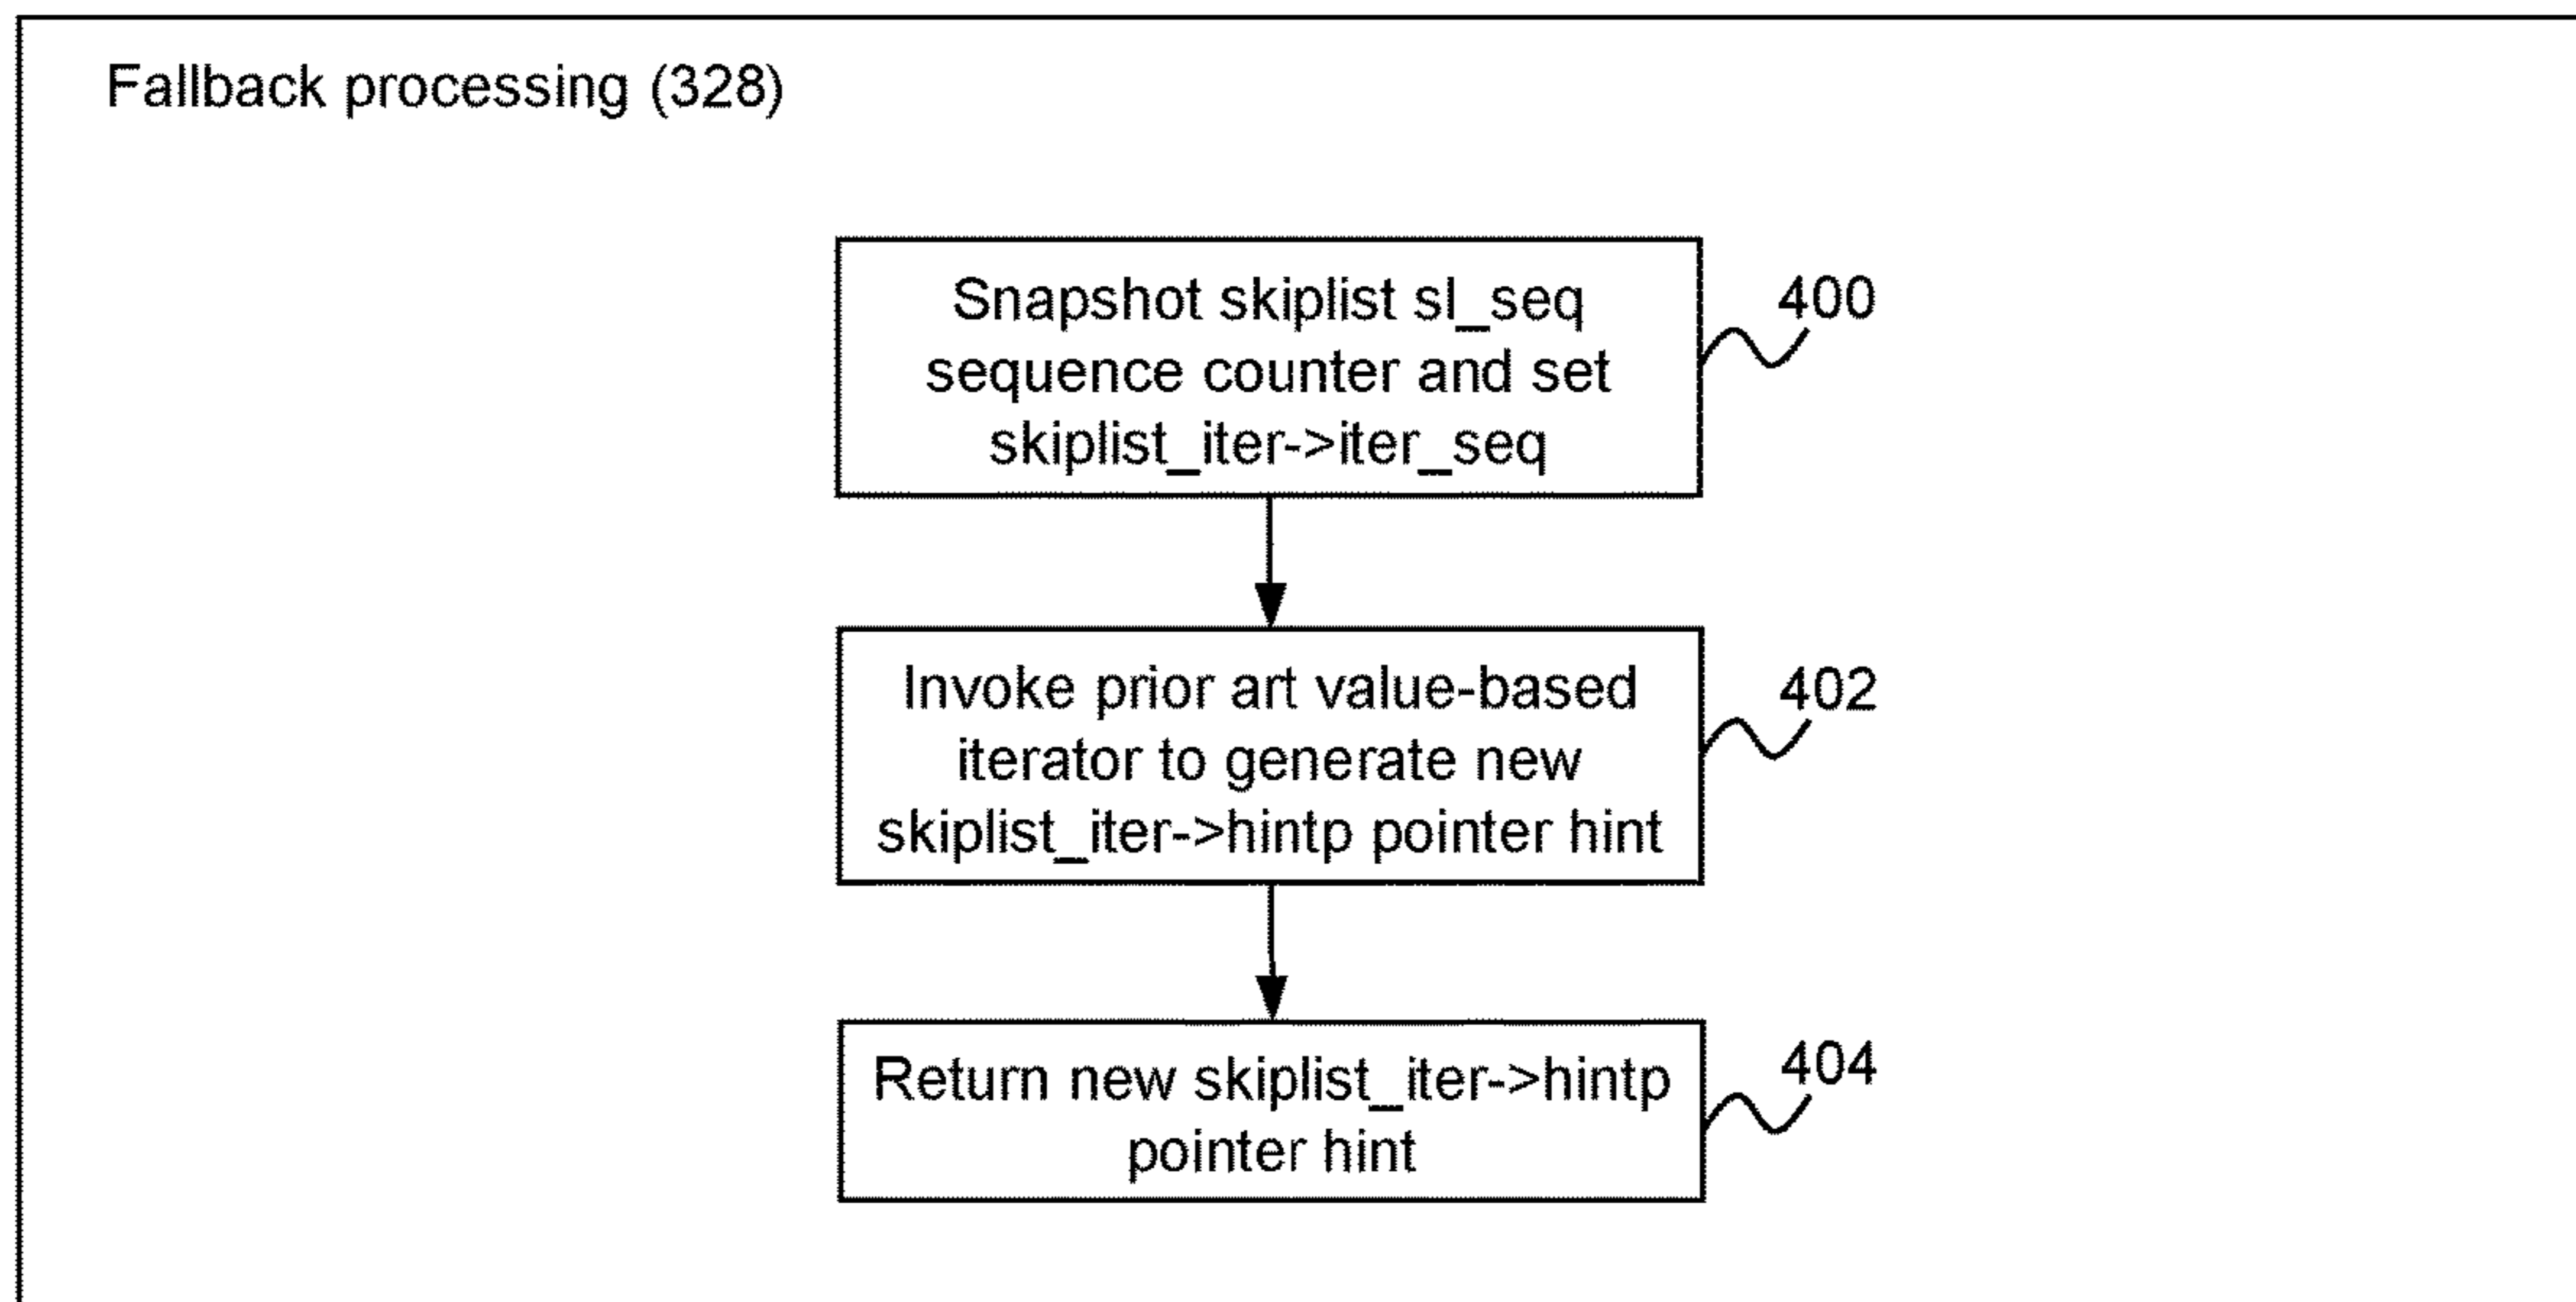 Fallback processing (328)
Snapshot skiplist sl_seq
sequence counter and set
skiplist_iter->iter_seq
400
Invoke prior art value-based
iterator to generate new
skiplist_iter->hintp pointer hint
402
Return new skiplist_iter->hintp
pointer hint
404